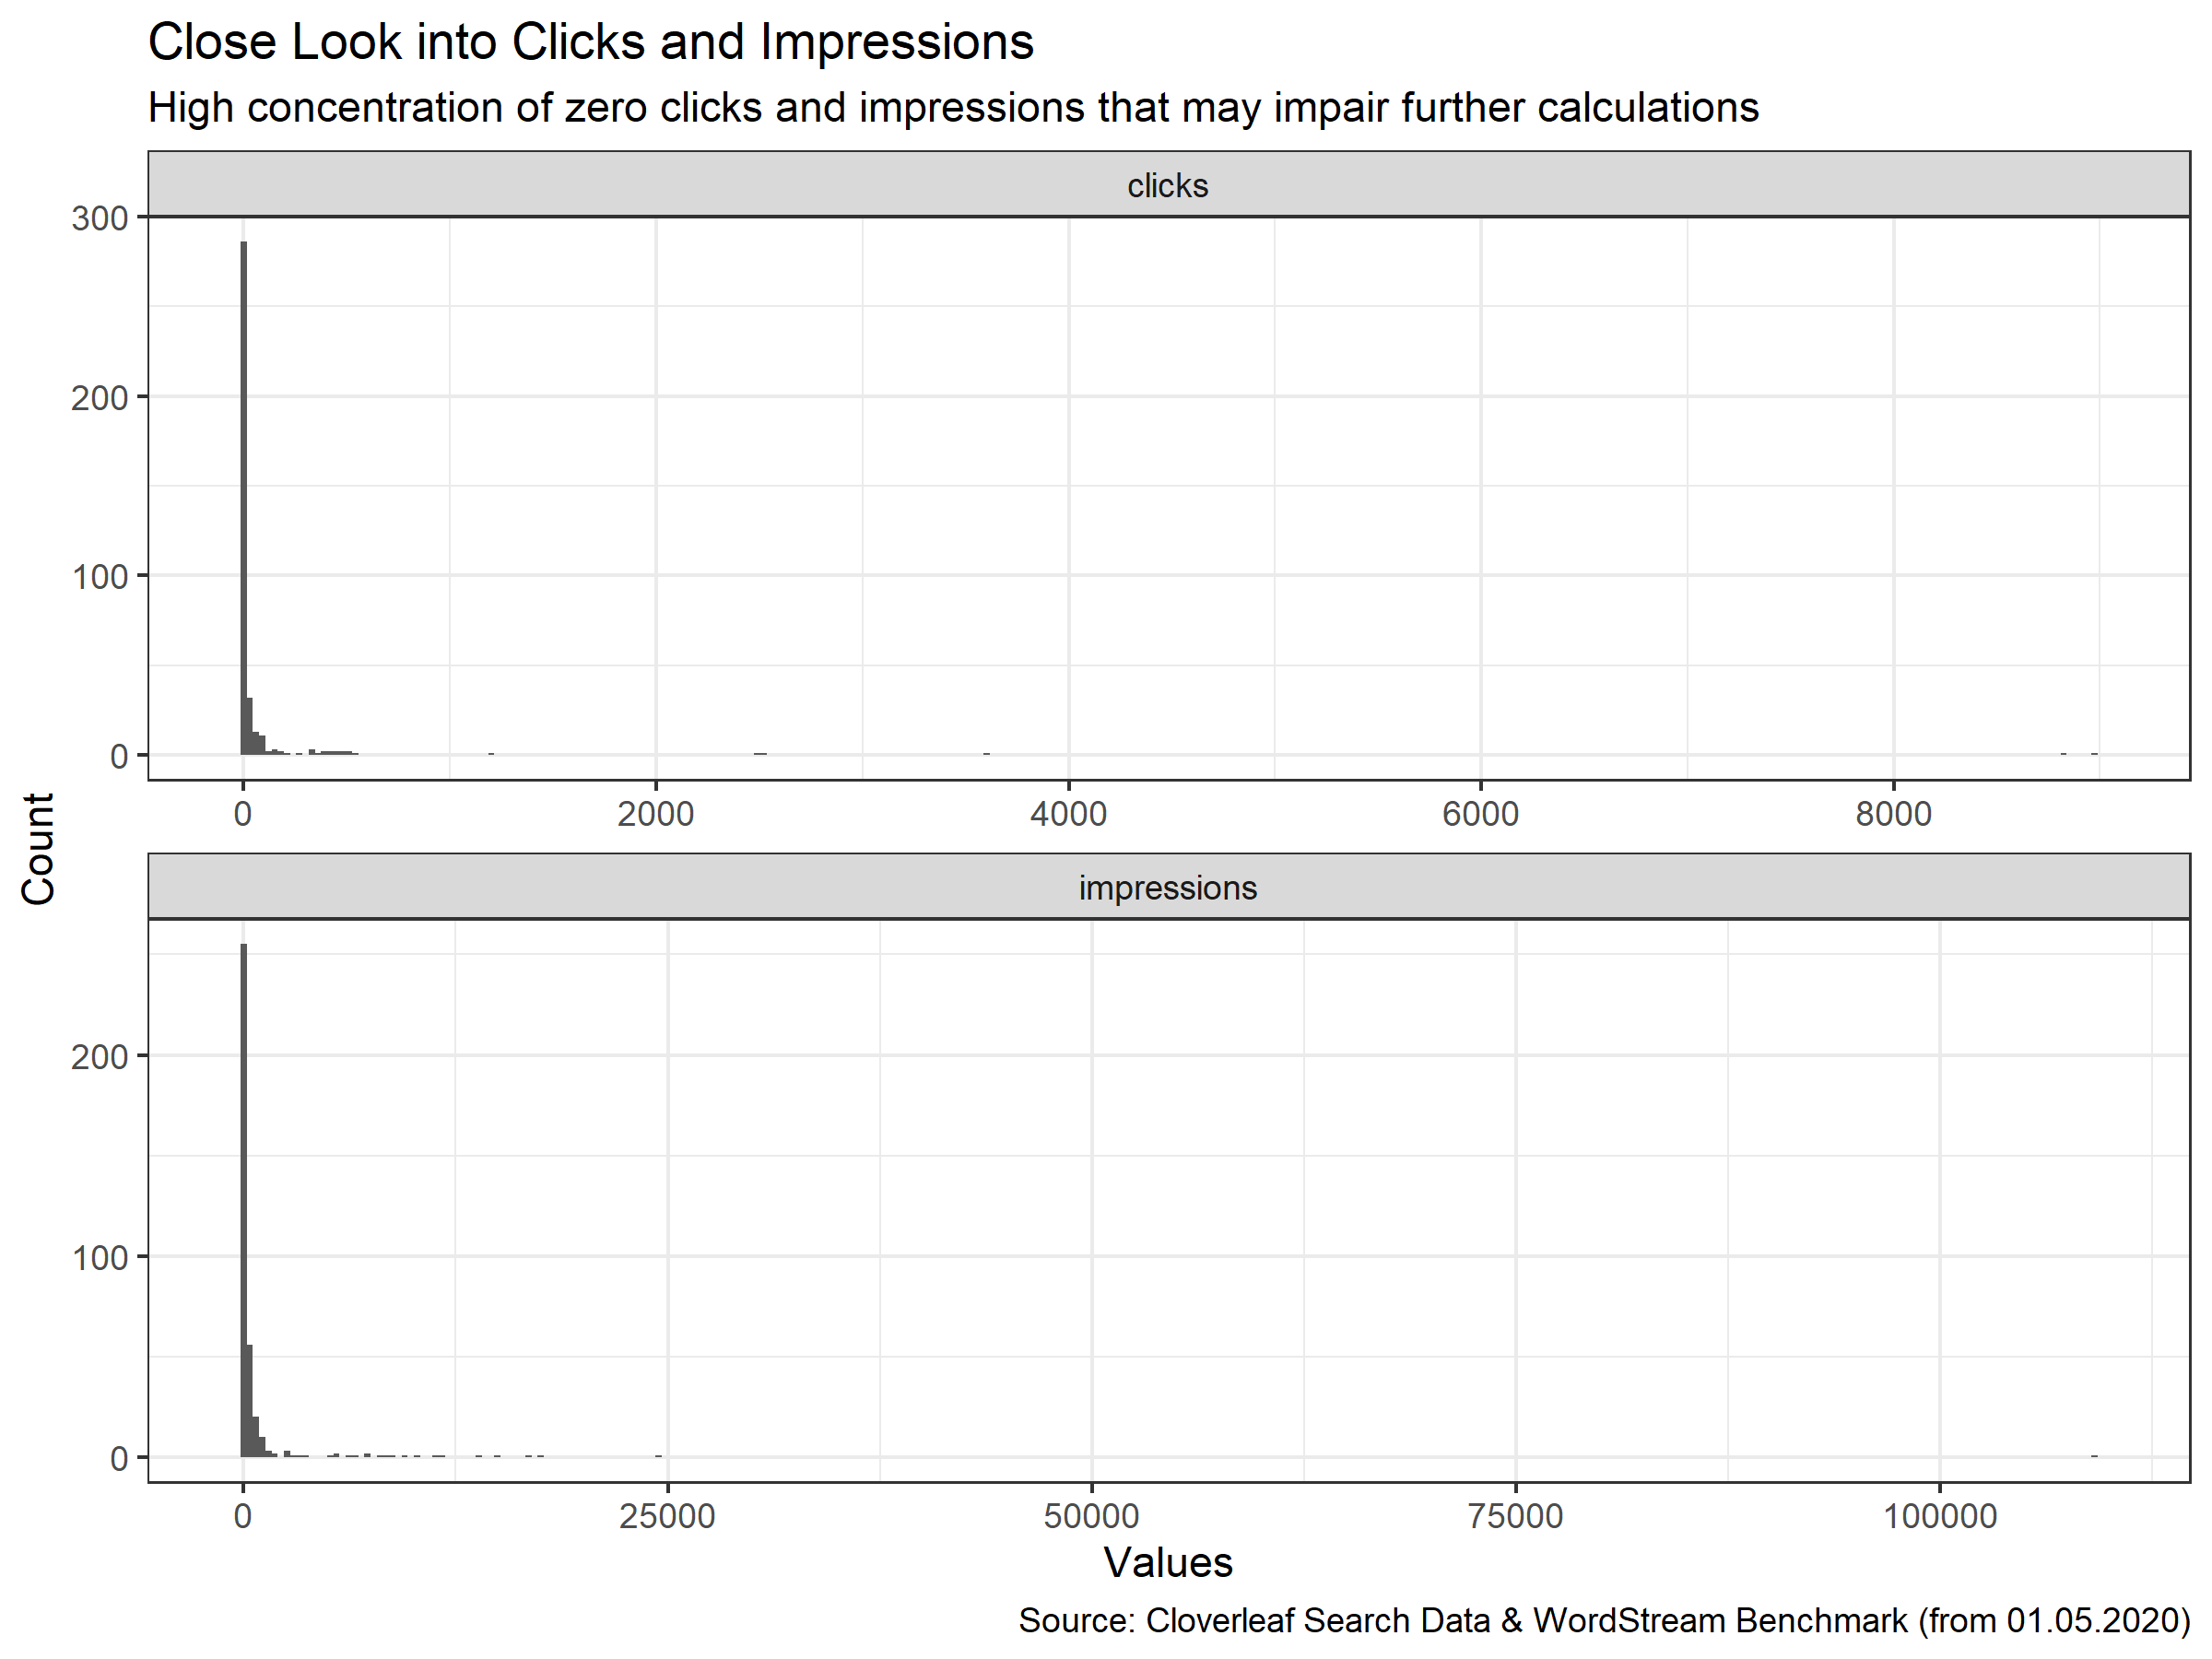 Close Look into Clicks and Impressions
High concentration of zero clicks and impressions that may impair further calculations
clicks
300
200
100
0
0 2000 4000 6000 8000
Count
impressions
200
100
0
0 25000 50000 75000 100000
Values
Source: Cloverleaf Search Data & WordStream Benchmark (from 01.05.2020)